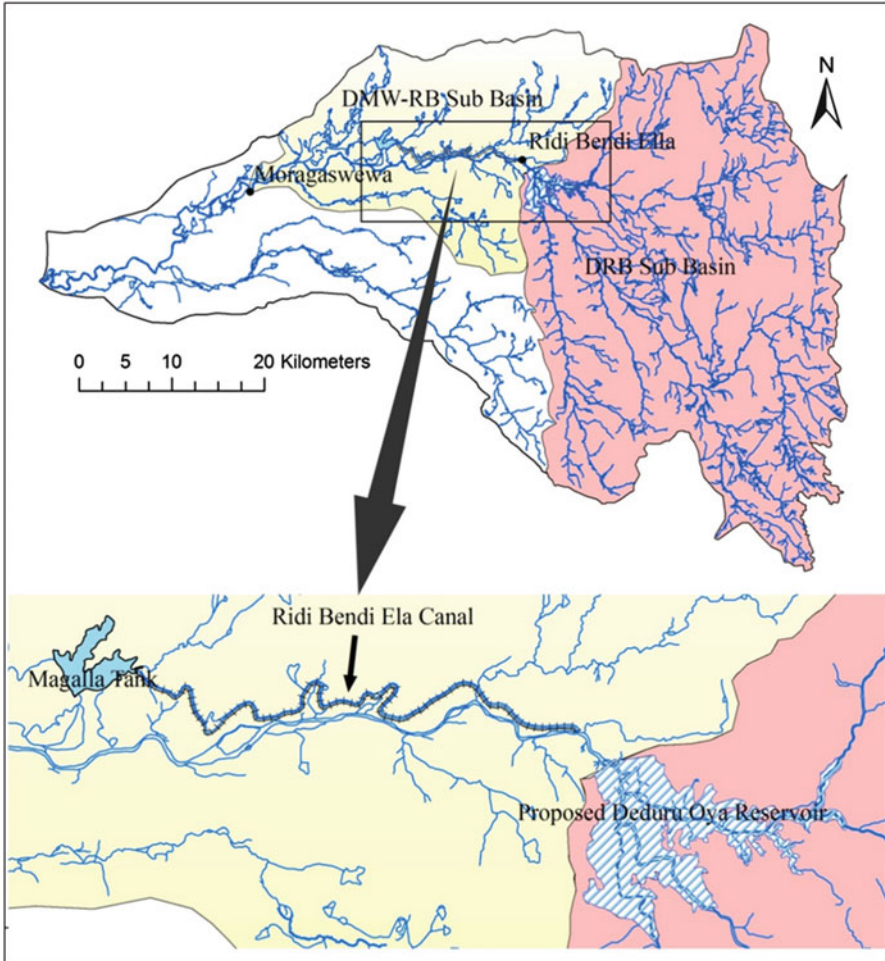 N
DMW-RB Sub Basin
Ridi Bendi Ella
Moragaswewa
DRB Sub Basin
0 5 10 20 Kilometers
Ridi Bendi Ela Canal
Magalla Tank
Proposed Deduru Oya Reservoir